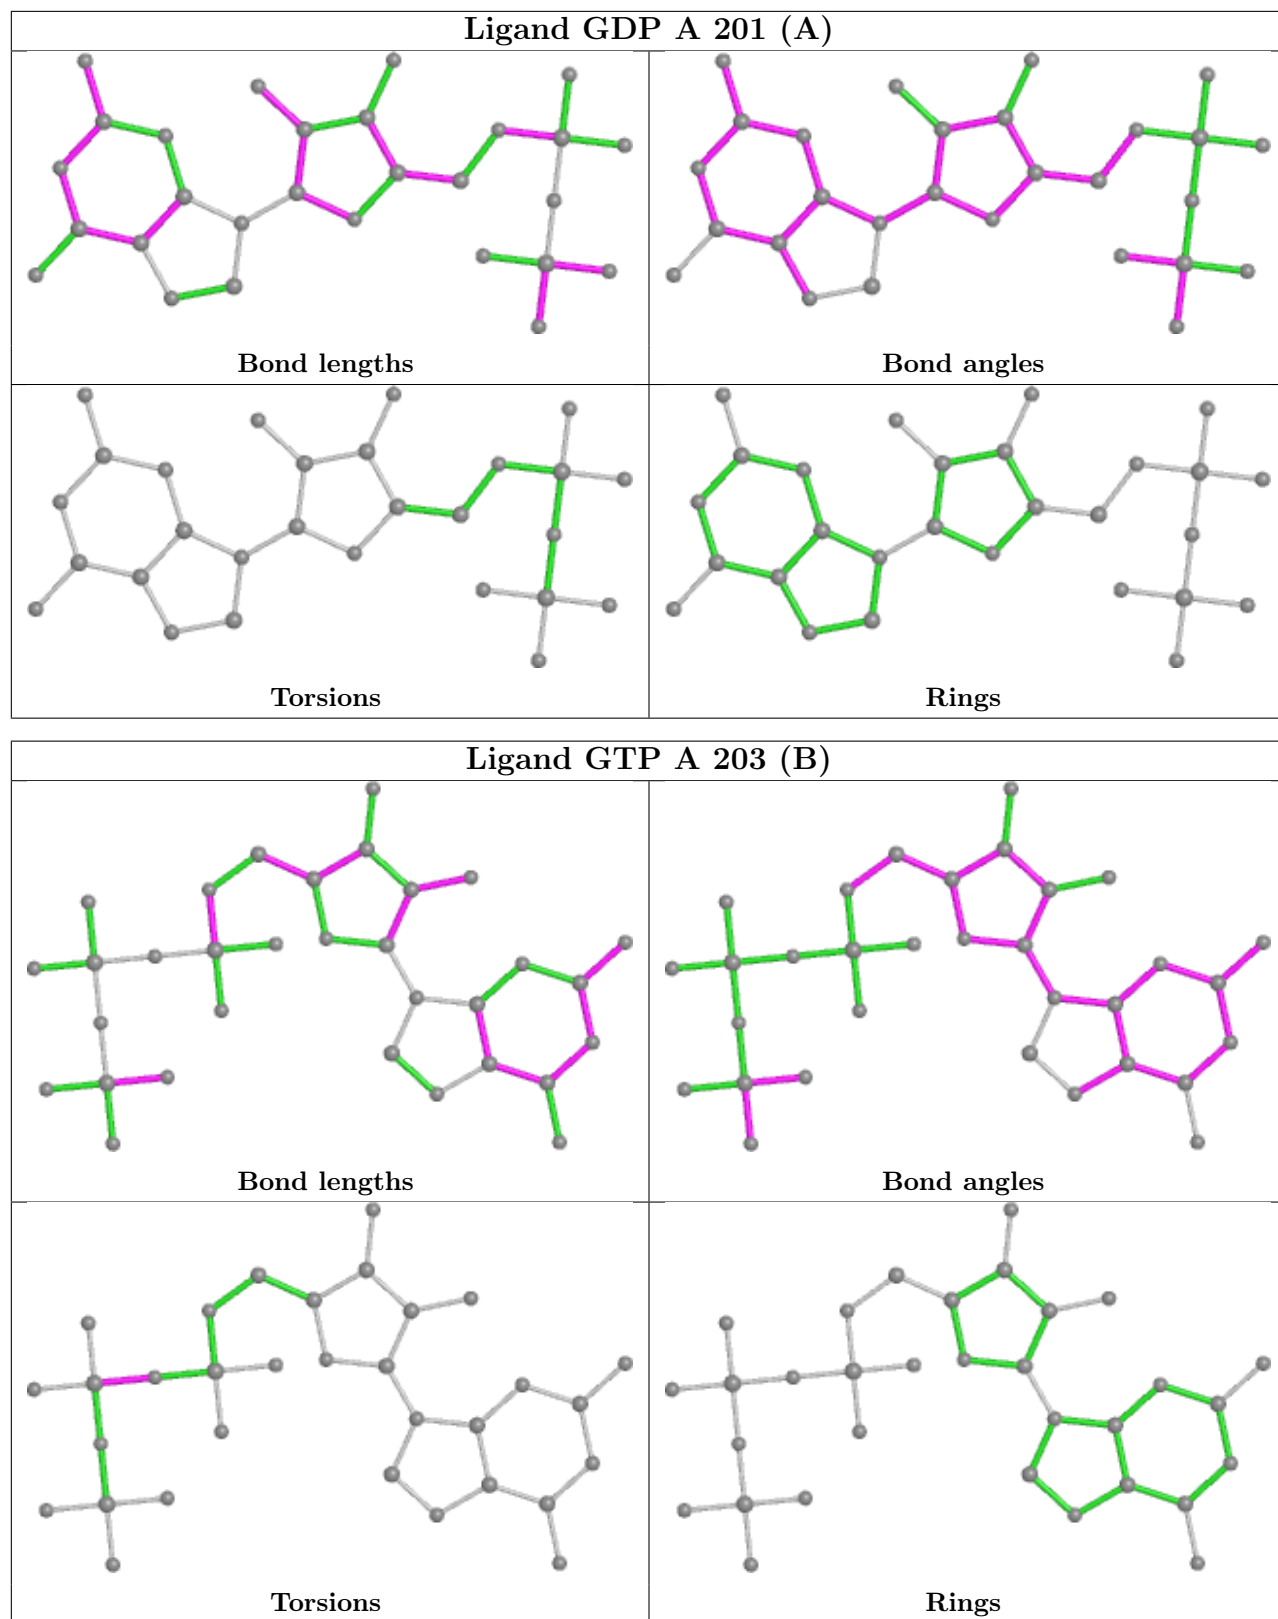 Ligand GDP A 201 (A)
Bond lengths
Bond angles
Torsions
Rings
Ligand GTP A 203 (B)
Bond lengths
Bond angles
Torsions
Rings